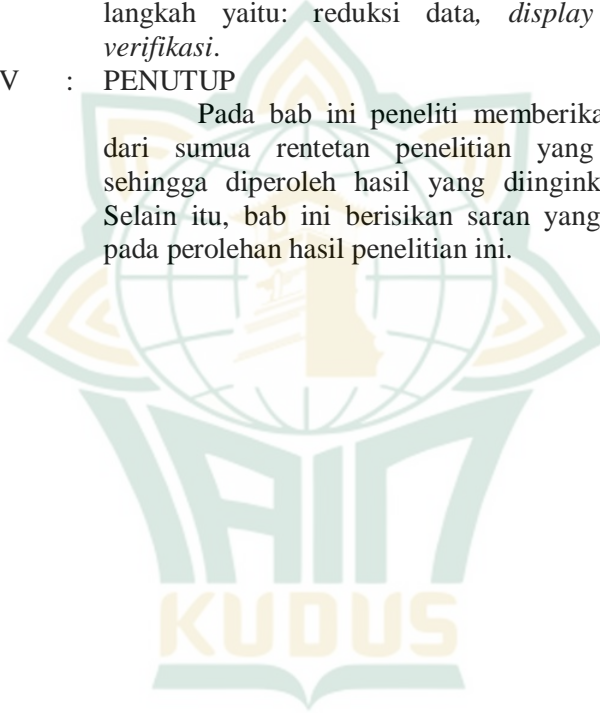 langkah yaitu: reduksi data, display
verifikasi.
V : PENUTUP
Pada bab ini peneliti memberika
dari sumua rentetan penelitian yang
sehingga diperoleh hasil yang diingink
Selain itu, bab ini berisikan saran yang
pada perolehan hasil penelitian ini.
IAIN
KUDUS